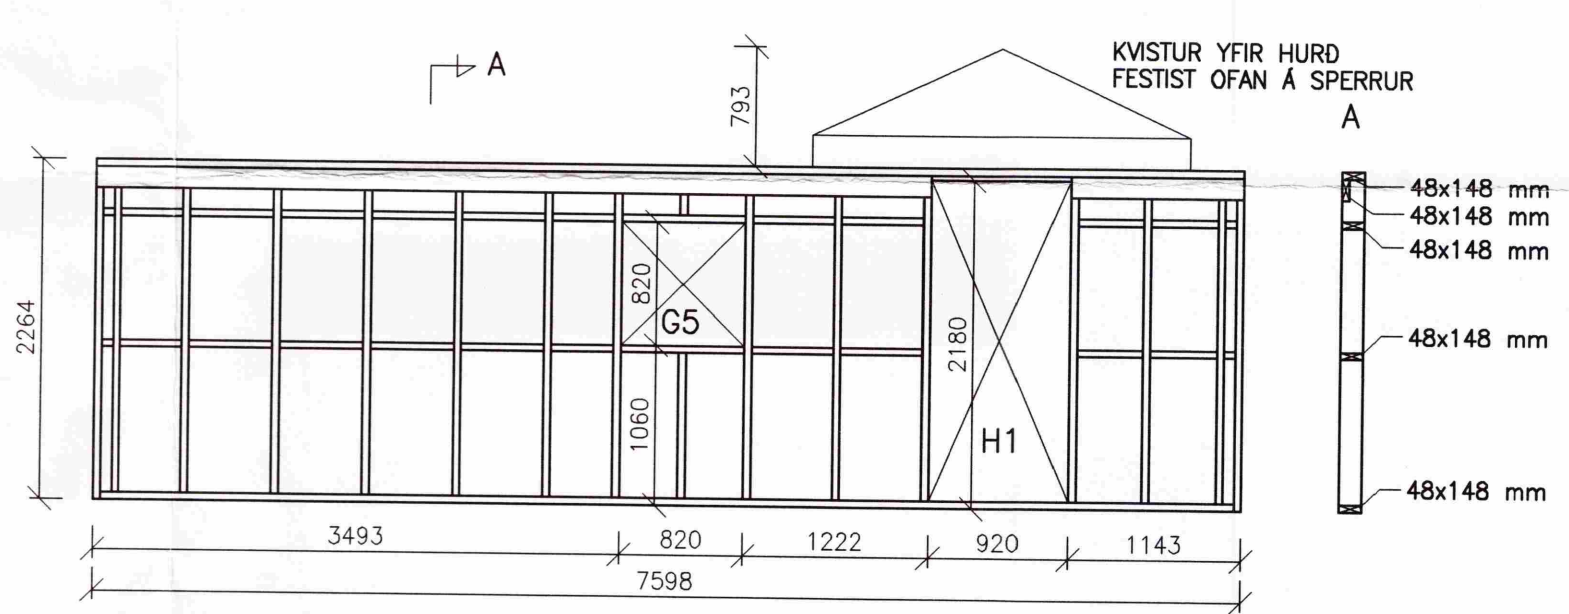 KVISTUR YFIR HURÐ
FESTIST OFAN Á SPERRUR
A
A
793
2264
820
G5
1060
2180
H1
48x148 mm
48x148 mm
48x148 mm
48x148 mm
48x148 mm
3493
820
1222
920
1143
7598